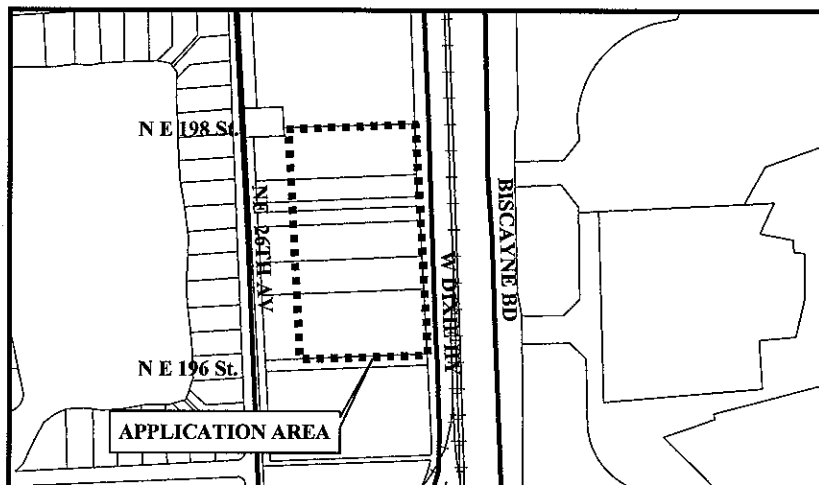 N E 198 St.
NE 26TH AV
W DIXIE HY
BISCAYNE BD
N E 196 St.
APPLICATION AREA